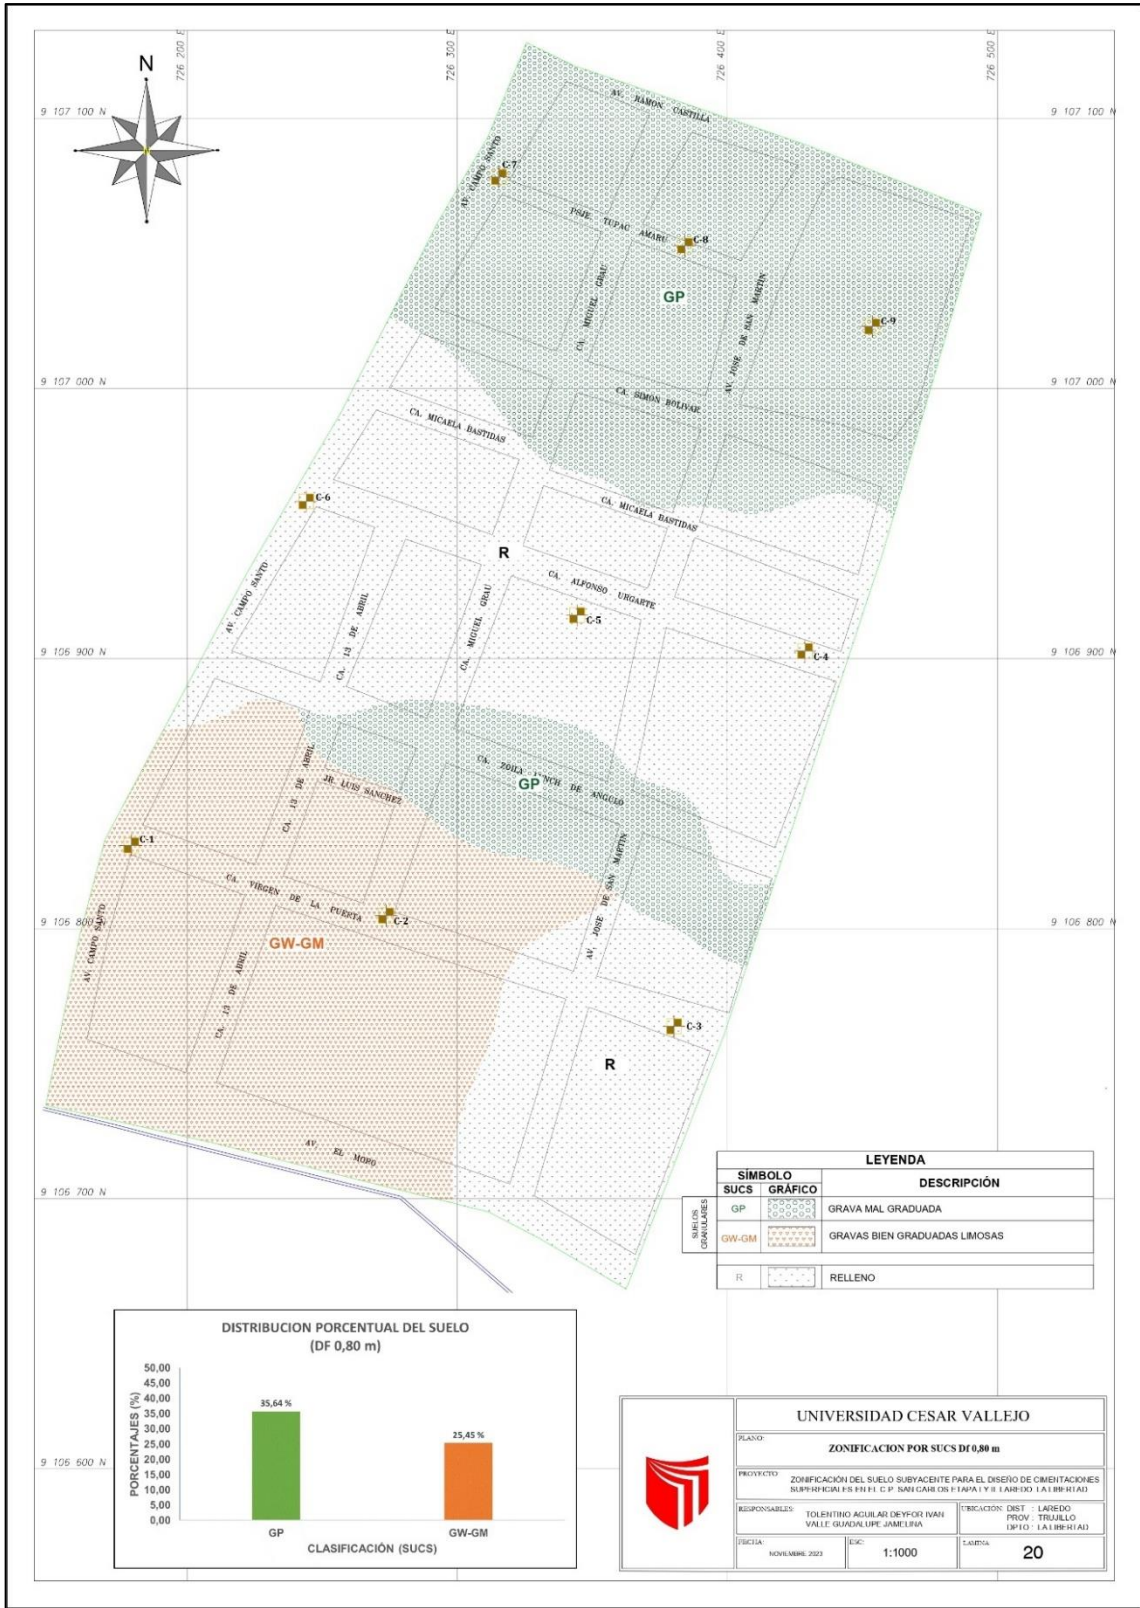 726 200 E
726 300 E
726 400 E
726 500 E
N
9 107 100 N
9 107 100 N
AV. RAMON CASTILLA
AV. CAMPO SANTO
C-7
PSJE. TUPAC AMARU
C-8
CA. MIGUEL GRAU
GP
AV. JOSE DE SAN MARTIN
C-9
9 107 000 N
9 107 000 N
CA. SIMON BOLIVAR
CA. MICAELA BASTIDAS
C-6
CA. MICAELA BASTIDAS
R
CA. ALFONSO URGARTE
AV. CAMPO SANTO
CA. 13 DE ABRIL
CA. MIGUEL GRAU
C-5
C-4
9 106 900 N
9 106 900 N
CA. 13 DE ABRIL
CA. ZOILA LYNCH DE ANGULO
GP
JR. LUIS SANCHEZ
C-1
AV. JOSE DE SAN MARTIN
CA. VIRGEN DE LA PUERTA
C-2
9 106 800 N
9 106 800 N
AV. CAMPO SANTO
GW-GM
CA. 13 DE ABRIL
C-3
R
AV. EL MORO
9 106 700 N
LEYENDA
SÍMBOLO
DESCRIPCIÓN
SUCS GRÁFICO
SUELOS GRANULARES
GP GRAVA MAL GRADUADA
GW-GM GRAVAS BIEN GRADUADAS LIMOSAS
R RELLENO
DISTRIBUCION PORCENTUAL DEL SUELO
(DF 0,80 m)
PORCENTAJES (%)
50,00
45,00
40,00
35,00
30,00
25,00
20,00
15,00
10,00
5,00
0,00
35,64 %
25,45 %
GP GW-GM
CLASIFICACIÓN (SUCS)
9 106 600 N
UNIVERSIDAD CESAR VALLEJO
PLANO:
ZONIFICACION POR SUCS Df 0,80 m
PROYECTO:
ZONIFICACIÓN DEL SUELO SUBYACENTE PARA EL DISEÑO DE CIMENTACIONES
SUPERFICIALES EN EL C.P. SAN CARLOS ETAPA I Y II, LAREDO, LA LIBERTAD
RESPONSABLES:
TOLENTINO AGUILAR DEYFOR IVAN
VALLE GUADALUPE JAMELINA
UBICACIÓN: DIST : LAREDO
PROV : TRUJILLO
DPTO : LA LIBERTAD
FECHA:
NOVIEMBRE 2023
ESC:
1:1000
LAMINA:
20